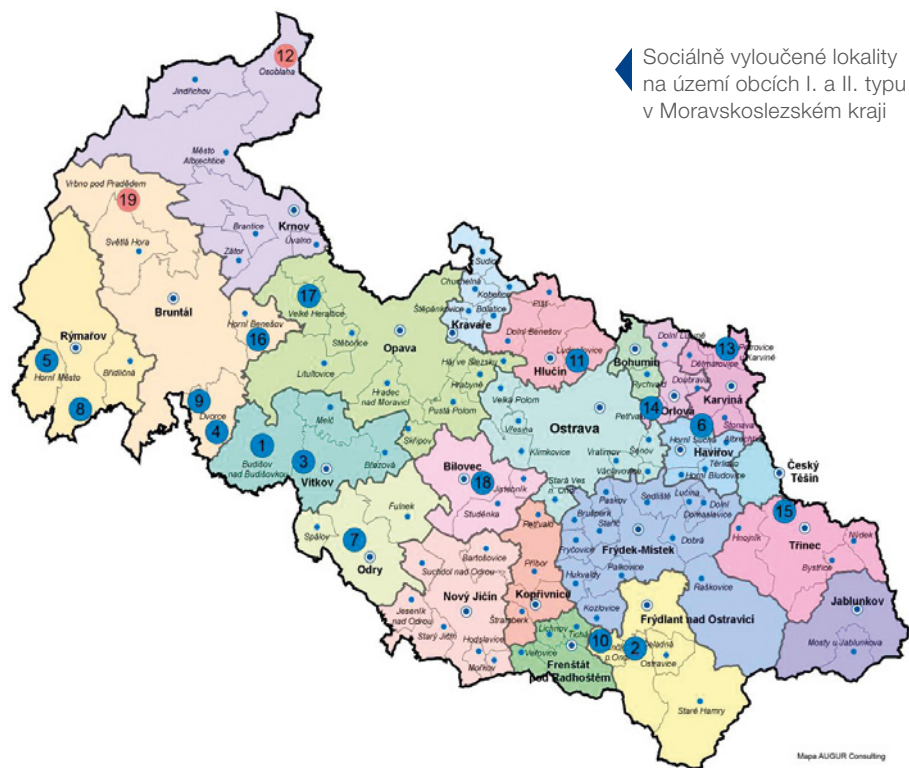 Sociálně vyloučené lokality
na území obcích I. a II. typu
v Moravskoslezském kraji
12
Osoblaha
Jindřichov
Město
Albrechtice
Vrbno pod Pradědem
19
Krnov
Brantice
Úvalno
Zátor
Světlá Hora
Sudice
Chuchelná
Kobeřice
Bolatice
Štěpánkovice
Kravaře
Píšť
Dolní Benešov
Ludgeřovice
Hlučín
11
17
Velké Heraltice
Bruntál
Horní Benešov
16
Rýmařov
5
Horní Město
Břidličná
8
Stěbořice
Opava
Litultovice
Háj ve Slezsku
Hrabyně
Hradec
nad Moravicí
Pustá Polom
Skřipov
Velká Polom
Bohumín
Rychvald
Dolní Lutyně
13
Petrovice
u Karviné
Dětmarovice
Doubrava
Karviná
Orlová
14
Petřvald
Stonava
6
Horní Suchá
Albrechtice
Havířov
Těrlicko
Horní Bludovice
Český
Těšín
Ostrava
Vřesina
Klimkovice
Vratimov
Šenov
Václavovice
Stará Ves
n. Ond.
9
Dvorce
4
Melč
1
Budišov
nad Budišovkou
3
Vítkov
Březová
Bílovec
18
Jistebník
Studénka
Fulnek
Spálov
7
Odry
Paskov
Sedliště
Lučina
Dolní
Domaslavice
Brušperk
Staříč
Fryčovice
Frýdek-Místek
Dobrá
Hukvaldy
Palkovice
Raškovice
Kozlovice
15
Hnojník
Třinec
Nýdek
Bystřice
Petřvald
Příbor
Bartošovice
Suchdol nad Odrou
Nový Jičín
Kopřivnice
Štramberk
Jeseník
nad Odrou
Starý Jičín
Hodslavice
Mořkov
Frýdlant nad Ostravicí
Jablunkov
Mosty u Jablunkova
Lichnov
Tichá
10
p.Ond.
2
Ostravice
Veřovice
Frenštát
pod Radhoštěm
Staré Hamry
Mapa AUGUR Consulting